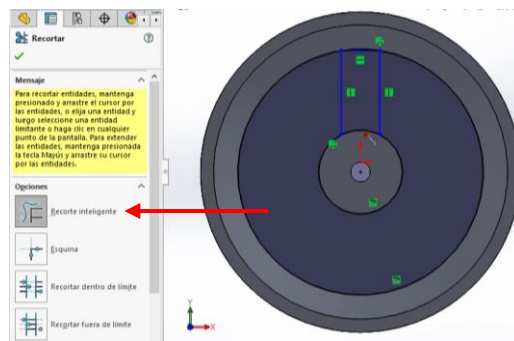 Recortar
Mensaje
Para recortar entidades, mantenga
presionado y arrastre el cursor por
las entidades, o elija una entidad y
luego seleccione una entidad
limitante o haga clic en cualquier
punto de la pantalla. Para extender
las entidades, mantenga presionada
la tecla Mayús y arrastre su cursor
por las entidades.
Opciones
Recorte inteligente
Esquina
Recortar dentro de límite
Recortar fuera de límite
Y
X